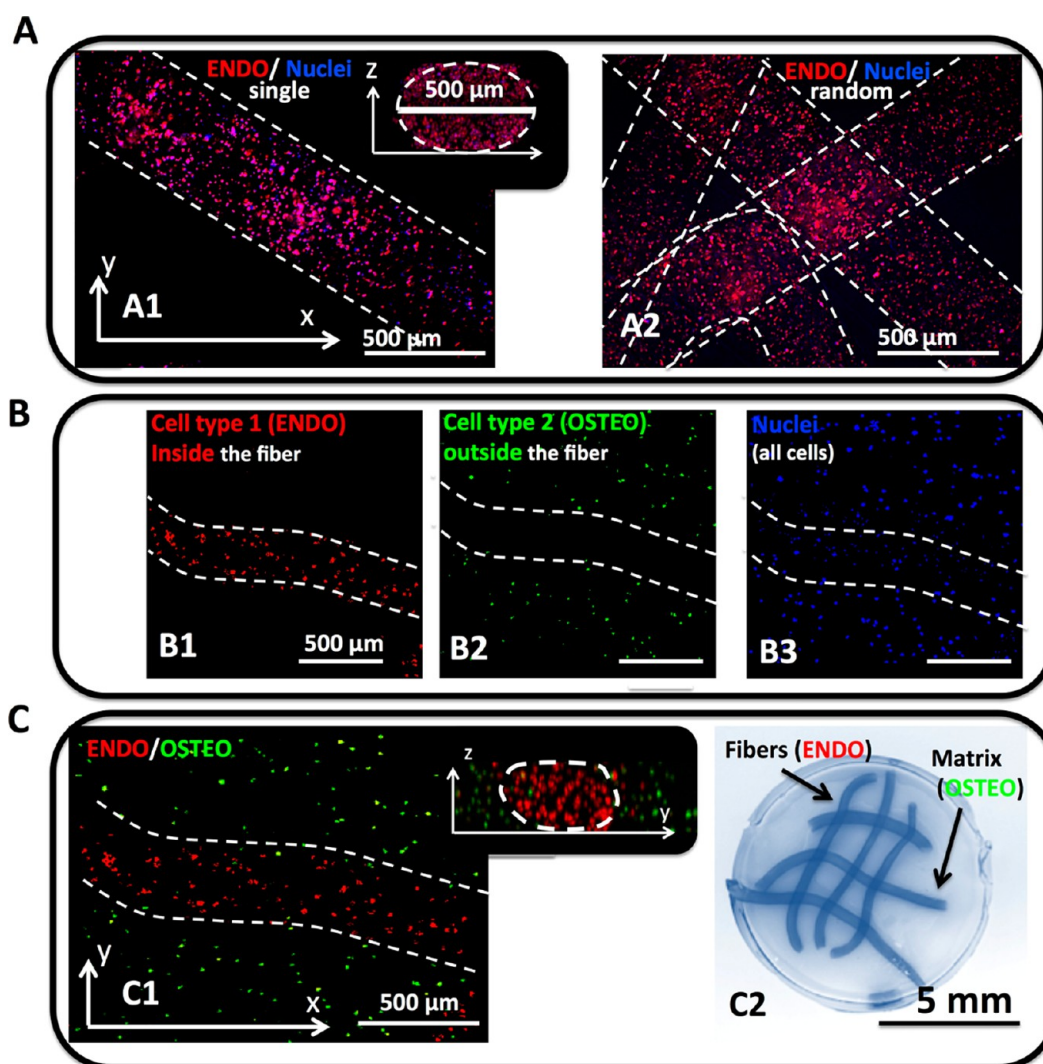 A
ENDO/ Nuclei
single
z
500 μm
y
x
A1
500 μm
ENDO/ Nuclei
random
A2
500 μm
B
Cell type 1 (ENDO)
Inside the fiber
B1
500 μm
Cell type 2 (OSTEO)
outside the fiber
B2
Nuclei
(all cells)
B3
C
ENDO/OSTEO
z
y
y
x
C1
500 μm
Fibers (ENDO)
Matrix
(OSTEO)
C2
5 mm